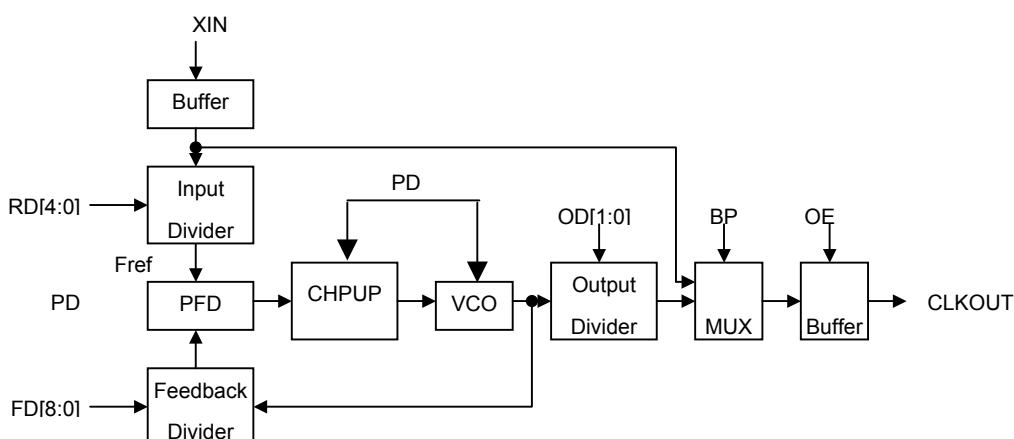 XIN
Buffer
Input
Divider
RD[4:0]
Fref
PD
OD[1:0]
BP
OE
PD
PFD
CHPUP
VCO
Output
Divider
MUX
Buffer
CLKOUT
FD[8:0]
Feedback
Divider